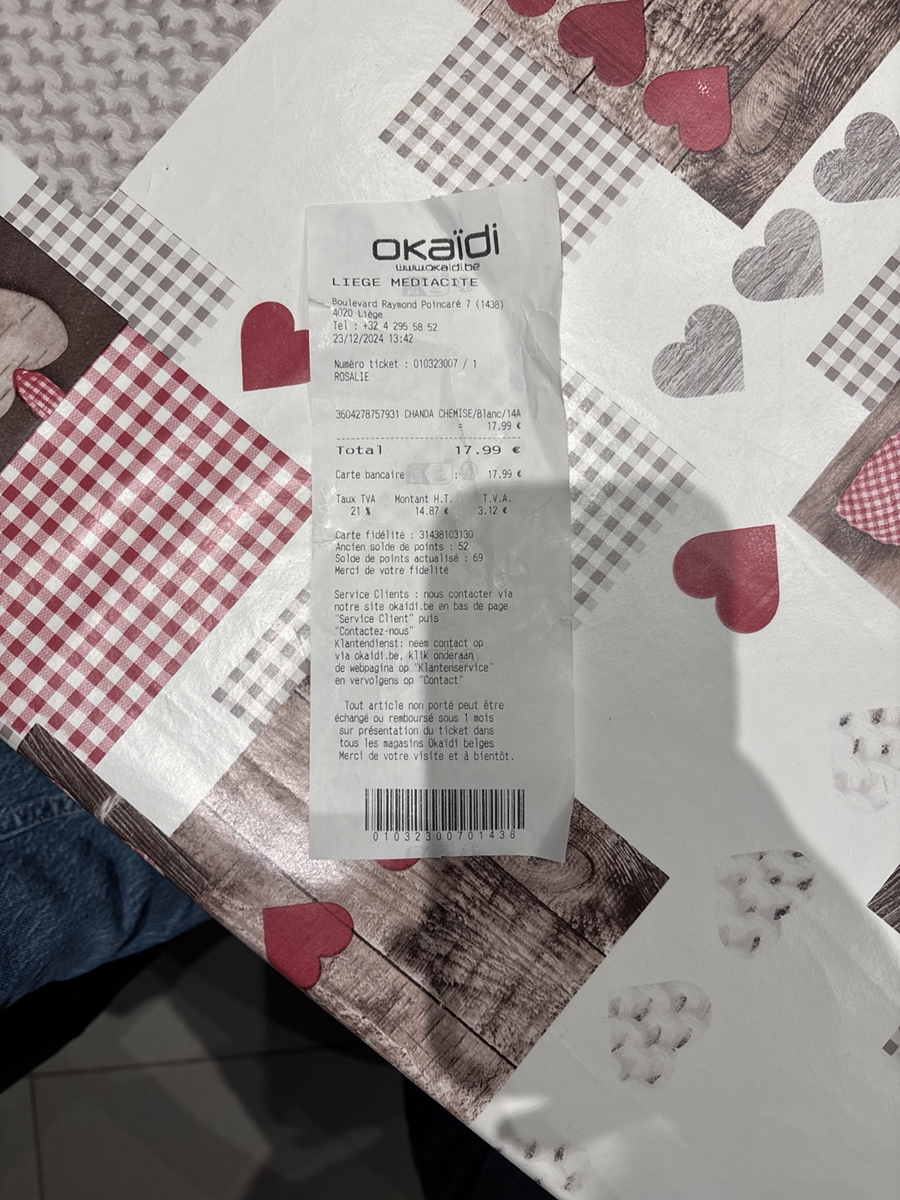 okaïdi
www.okaidi.be
LIEGE MEDIACITE
Boulevard Raymond Poincaré 7 (1438)
4020 Liège
Tel : +32 4 295 58 52
23/12/2024 13:42
Numéro ticket : 010323007 / 1
ROSALIE
3604278757931 CHANDA CHEMISE/Blanc/14A
= 17.99 €
Total 17.99 €
Carte bancaire : 17.99 €
Taux TVA Montant H.T. T.V.A.
21 % 14.87 € 3.12 €
Carte fidélité : 31438103130
Ancien solde de points : 52
Solde de points actualisé : 69
Merci de votre fidelité
Service Clients : nous contacter via
notre site okaidi.be en bas de page
"Service Client" puis
"Contactez-nous"
Klantendienst: neem contact op
via okaidi.be, klik onderaan
de webpagina op "Klantenservice"
en vervolgens op "Contact"
Tout article non porté peut être
échangé ou remboursé sous 1 mois
sur présentation du ticket dans
tous les magasins Okaïdi belges
Merci de votre visite et à bientôt.
01032300701438